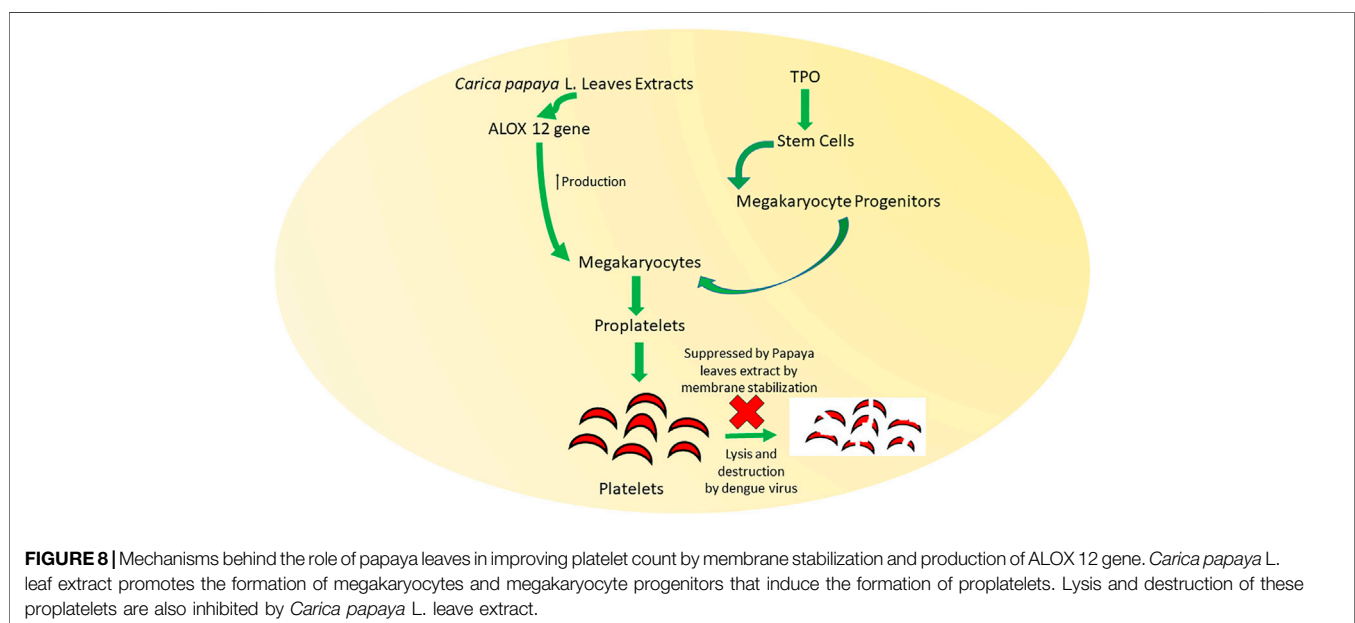 Carica papaya L. Leaves Extracts
ALOX 12 gene
↑Production
TPO
Stem Cells
Megakaryocyte Progenitors
Megakaryocytes
Proplatelets
Suppressed by Papaya
leaves extract by
membrane stabilization
Lysis and
destruction
by dengue virus
Platelets
FIGURE 8 | Mechanisms behind the role of papaya leaves in improving platelet count by membrane stabilization and production of ALOX 12 gene. Carica papaya L.
leaf extract promotes the formation of megakaryocytes and megakaryocyte progenitors that induce the formation of proplatelets. Lysis and destruction of these
proplatelets are also inhibited by Carica papaya L. leave extract.